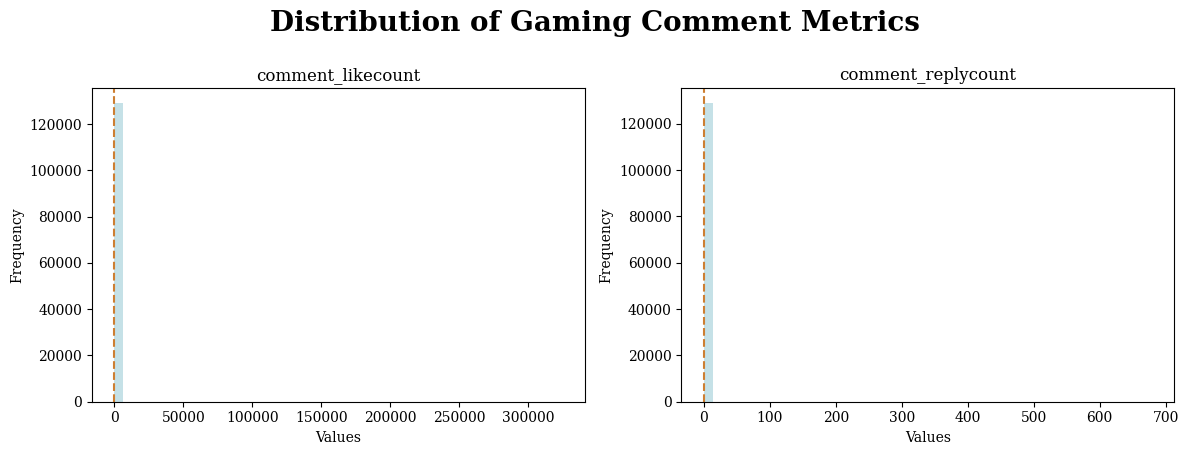 Distribution of Gaming Comment Metrics
comment_likecount
Frequency
120000
100000
80000
60000
40000
20000
0
0 50000 100000 150000 200000 250000 300000
Values
comment_replycount
Frequency
120000
100000
80000
60000
40000
20000
0
0 100 200 300 400 500 600 700
Values